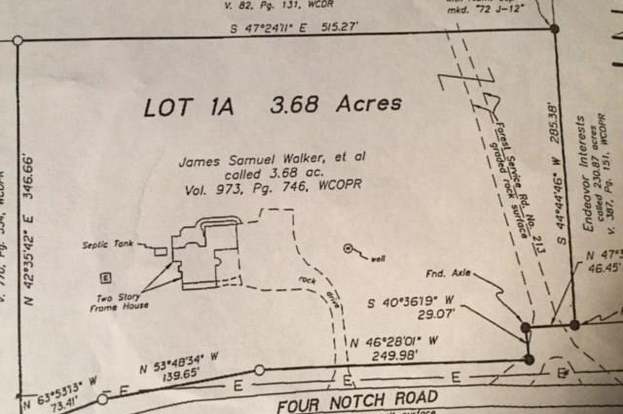 V. 82, Pg. 131, WCDR
mkd. "72 J-12"
S 47°24'11" E 515.27'
LOT 1A 3.68 Acres
James Samuel Walker, et al
called 3.68 ac.
Vol. 973, Pg. 746, WCOPR
N 42°35'42" E 346.66'
Forest Service Rd. No. 213
graded rock surface
S 44°44'46" W 285.38'
Endeavor Interests
called 230.87 acres
V. 387, Pg. 151, WCOPR
Septic Tank
well
E
Two Story
Frame House
rock
drive
Fnd. Axle
N 47°
46.45'
S 40°36'19" W
29.07'
N 46°28'01" W
249.98'
N 53°48'34" W
139.65'
N 63°53'13" W
73.41'
E E E E E
FOUR NOTCH ROAD